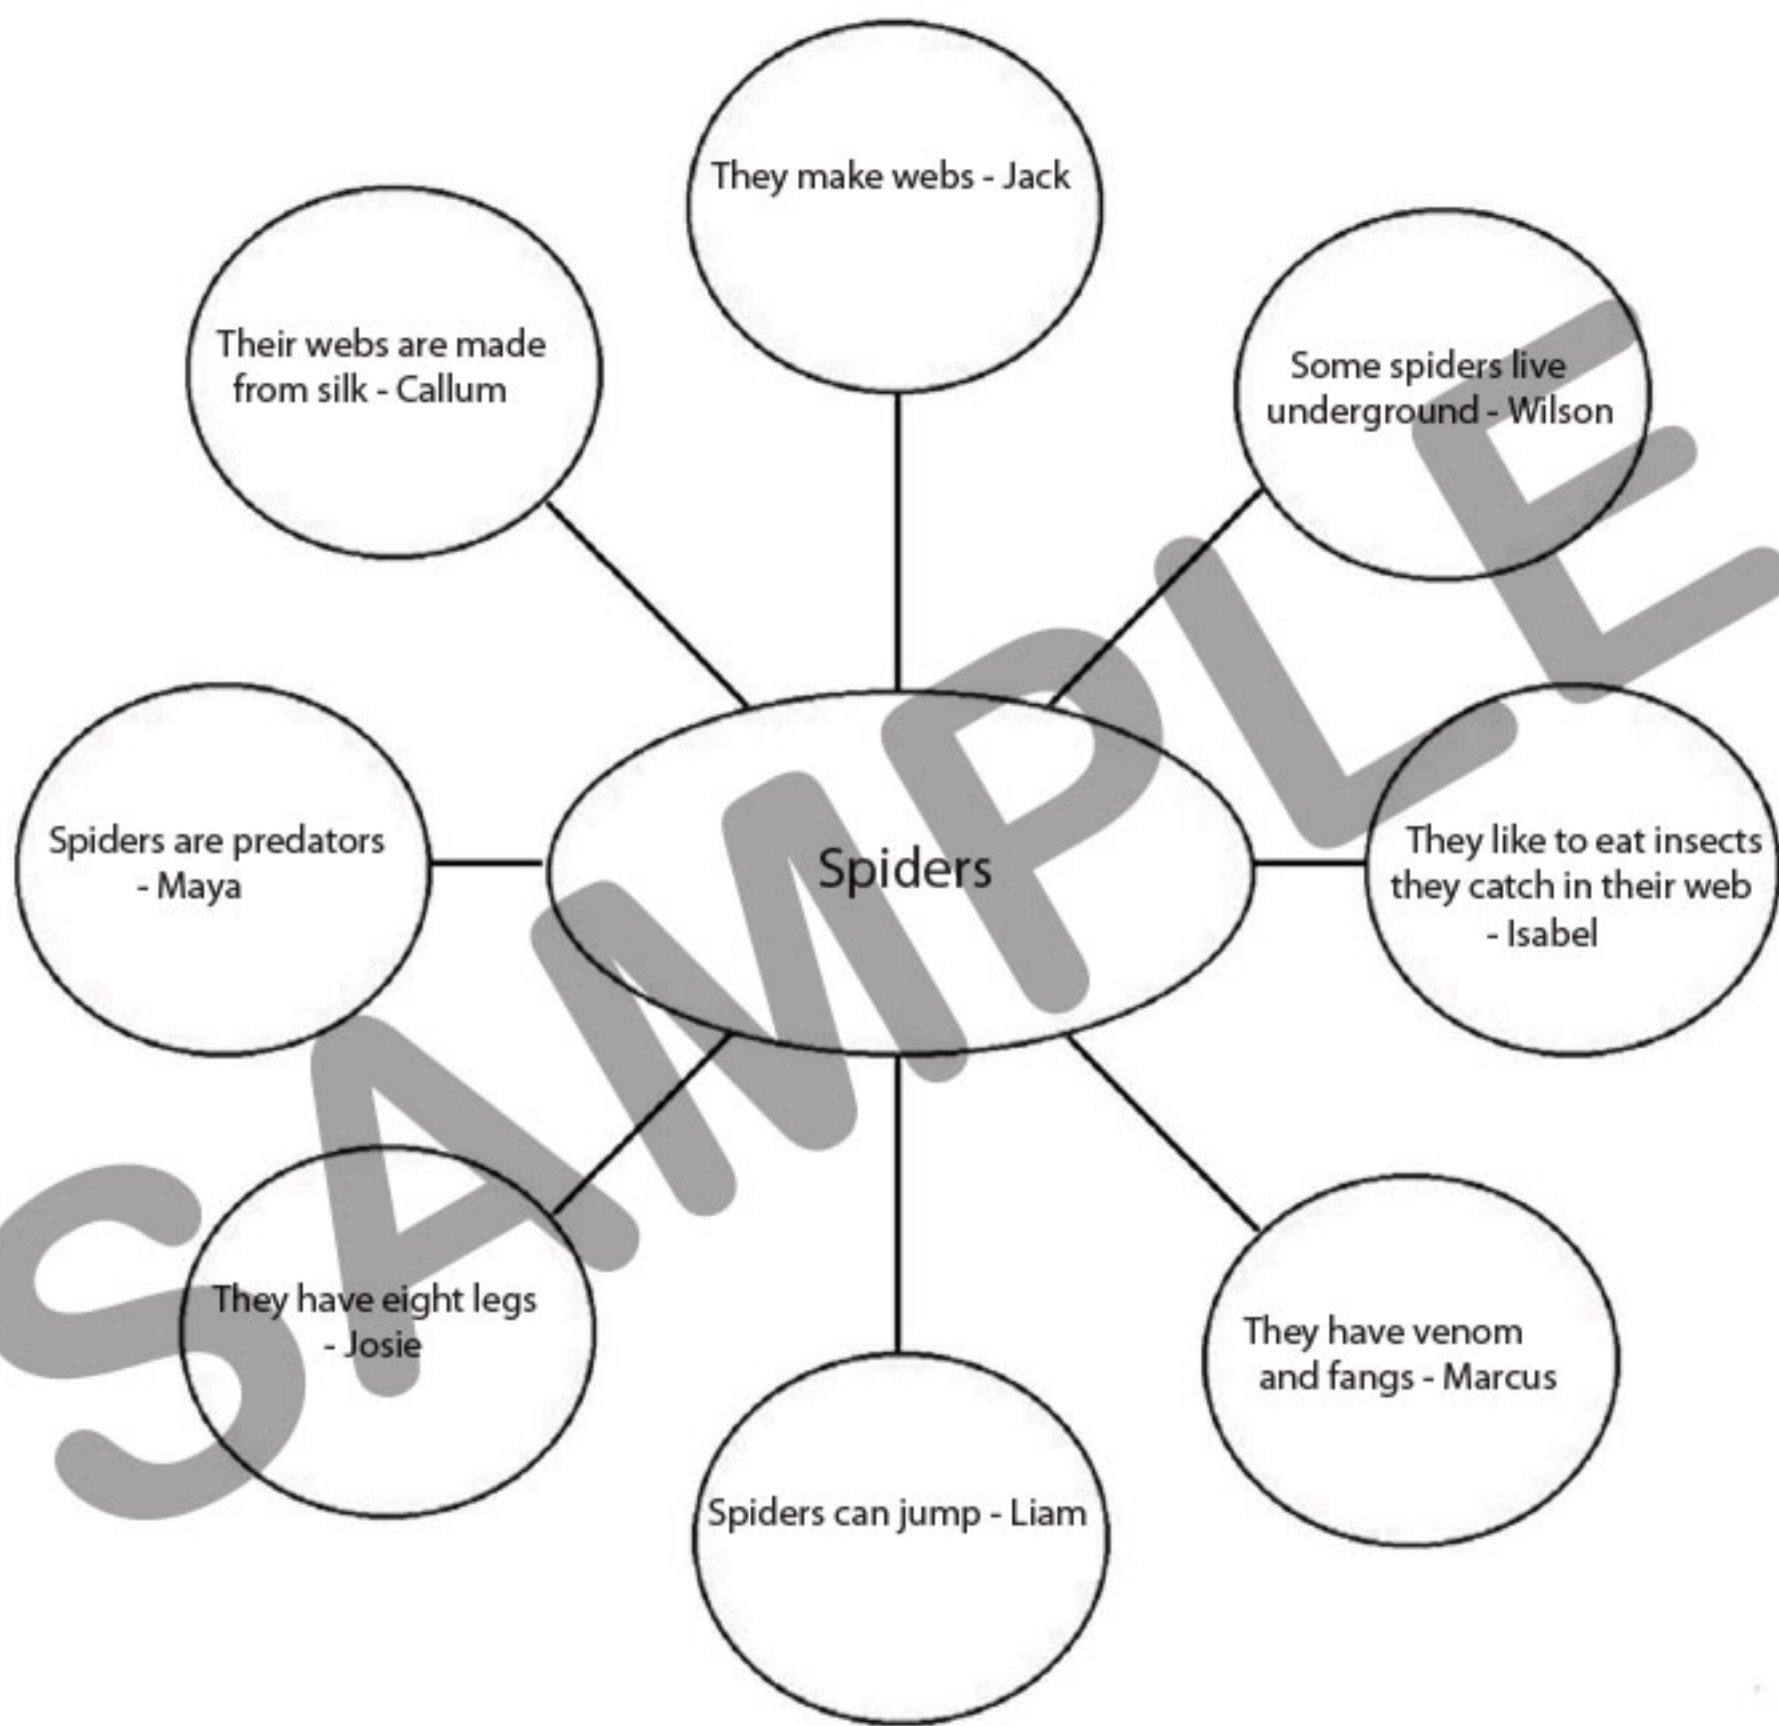 They make webs - Jack
Their webs are made
from silk - Callum
Some spiders live
underground - Wilson
Spiders are predators
- Maya
Spiders
They like to eat insects
they catch in their web
- Isabel
They have eight legs
- Josie
They have venom
and fangs - Marcus
Spiders can jump - Liam
SAMPLE